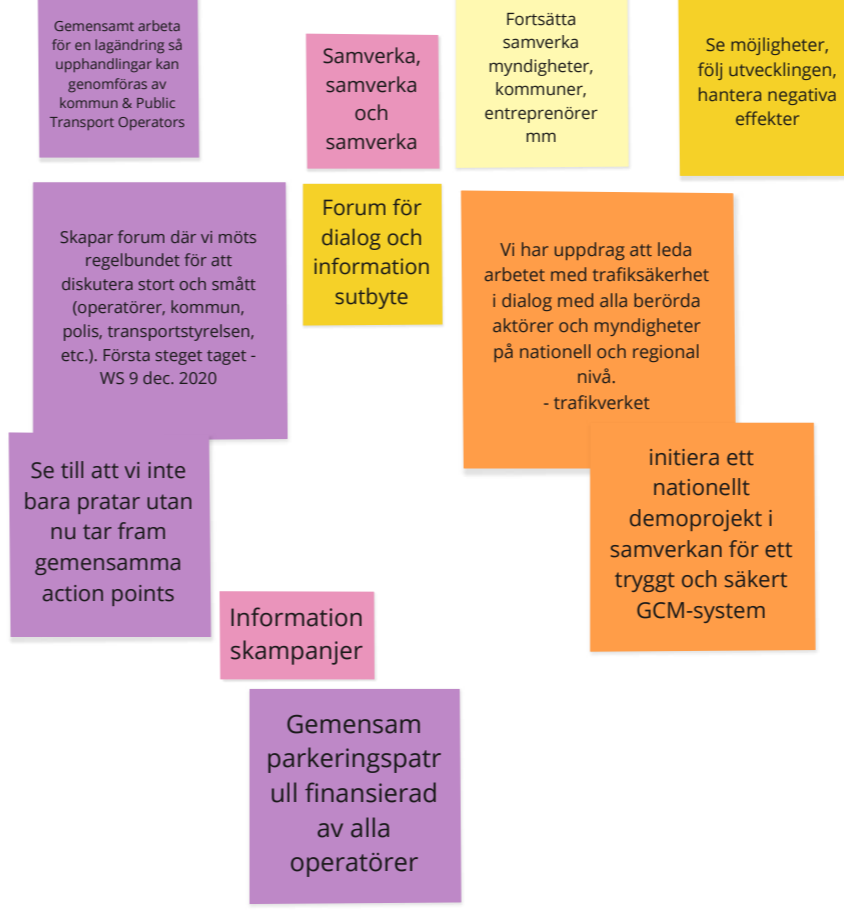 Gemensamt arbeta
för en lagändring så
upphandlingar kan
genomföras av
kommun & Public
Transport Operators
Samverka,
samverka
och
samverka
Fortsätta
samverka
myndigheter,
kommuner,
entreprenörer
mm
Se möjligheter,
följ utvecklingen,
hantera negativa
effekter
Skapar forum där vi möts
regelbundet för att
diskutera stort och smått
(operatörer, kommun,
polis, transportstyrelsen,
etc.). Första steget taget -
WS 9 dec. 2020
Forum för
dialog och
information
sutbyte
Vi har uppdrag att leda
arbetet med trafiksäkerhet
i dialog med alla berörda
aktörer och myndigheter
på nationell och regional
nivå.
- trafikverket
Se till att vi inte
bara pratar utan
nu tar fram
gemensamma
action points
initiera ett
nationellt
demoprojekt i
samverkan för ett
tryggt och säkert
GCM-system
Information
skampanjer
Gemensam
parkeringspatr
ull finansierad
av alla
operatörer